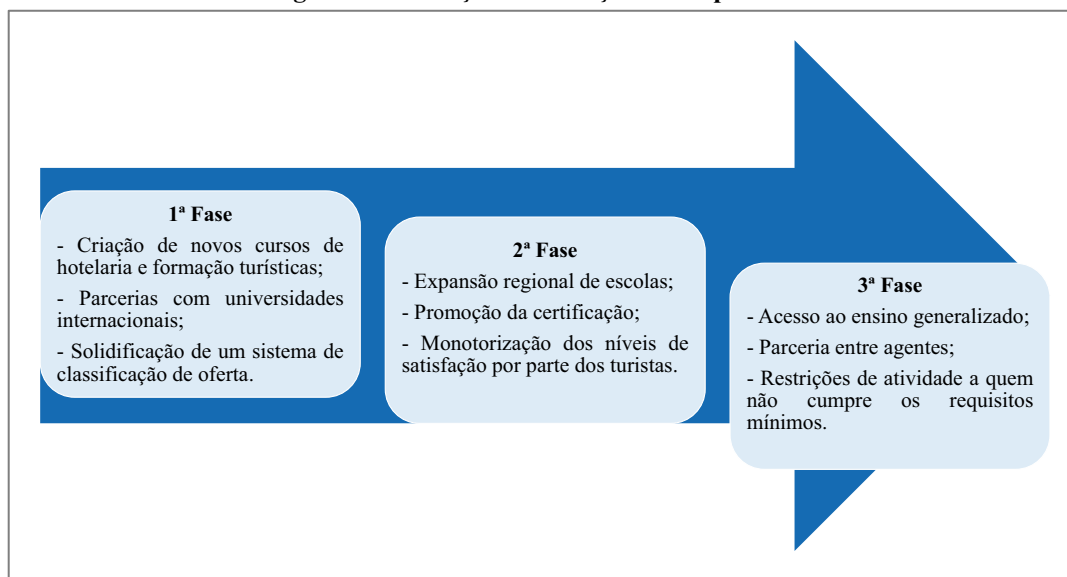 1ª Fase
- Criação de novos cursos de
hotelaria e formação turísticas;
- Parcerias com universidades
internacionais;
- Solidificação de um sistema de
classificação de oferta.
2ª Fase
- Expansão regional de escolas;
- Promoção da certificação;
- Monotorização dos níveis de
satisfação por parte dos turistas.
3ª Fase
- Acesso ao ensino generalizado;
- Parceria entre agentes;
- Restrições de atividade a quem
não cumpre os requisitos
mínimos.